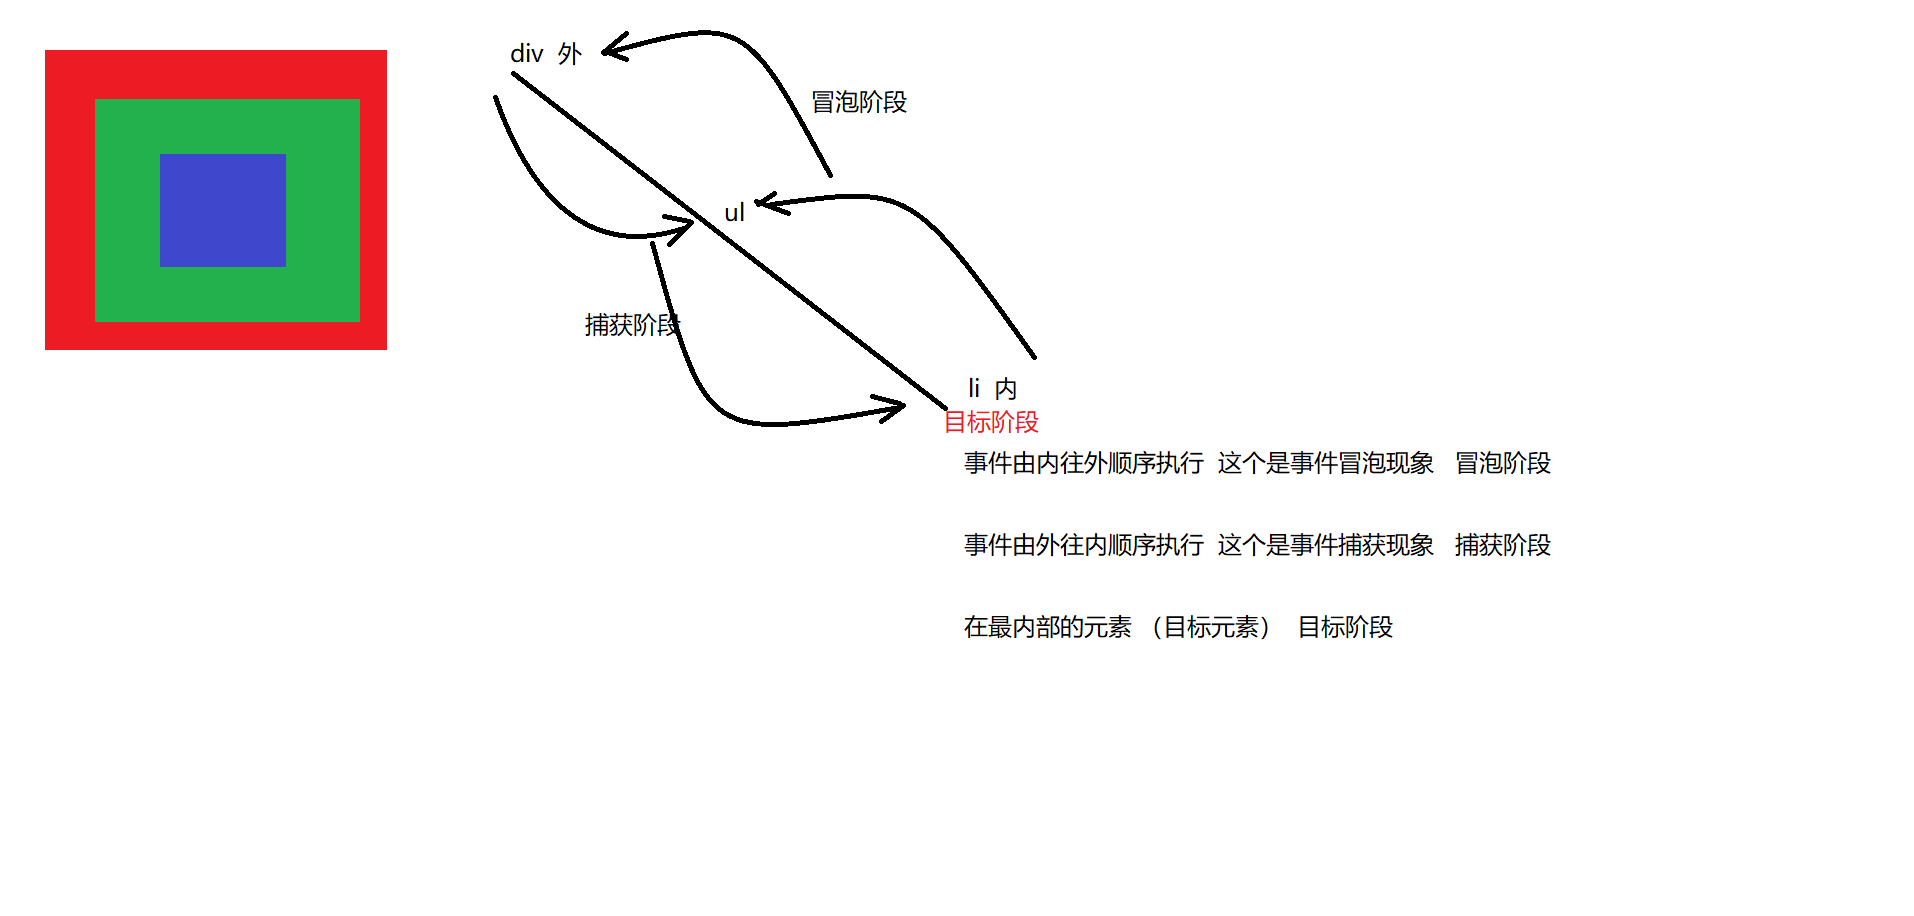 div 外
冒泡阶段
ul
捕获阶段
li 内
目标阶段
事件由内往外顺序执行 这个是事件冒泡现象 冒泡阶段
事件由外往内顺序执行 这个是事件捕获现象 捕获阶段
在最内部的元素 （目标元素） 目标阶段